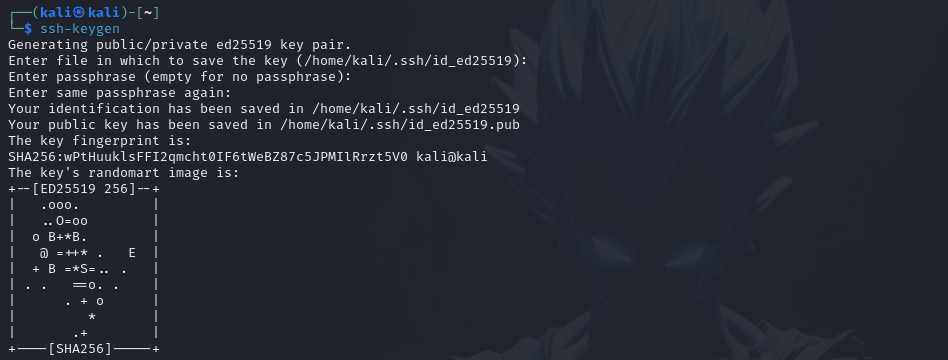 ┌──(kali㉿kali)-[~]
└─$ ssh-keygen
Generating public/private ed25519 key pair.
Enter file in which to save the key (/home/kali/.ssh/id_ed25519):
Enter passphrase (empty for no passphrase):
Enter same passphrase again:
Your identification has been saved in /home/kali/.ssh/id_ed25519
Your public key has been saved in /home/kali/.ssh/id_ed25519.pub
The key fingerprint is:
SHA256:wPtHuuklsFFI2qmcht0IF6tWeBZ87c5JPMIlRrzt5V0 kali@kali
The key's randomart image is:
+--[ED25519 256]--+
|   .ooo.         |
|   ..O=oo        |
|  o B+*B.        |
|   @ =++* .   E  |
|  + B =*S=.. .   |
| . .   ==o. .    |
|      . + o      |
|         *       |
|       .+        |
+----[SHA256]-----+